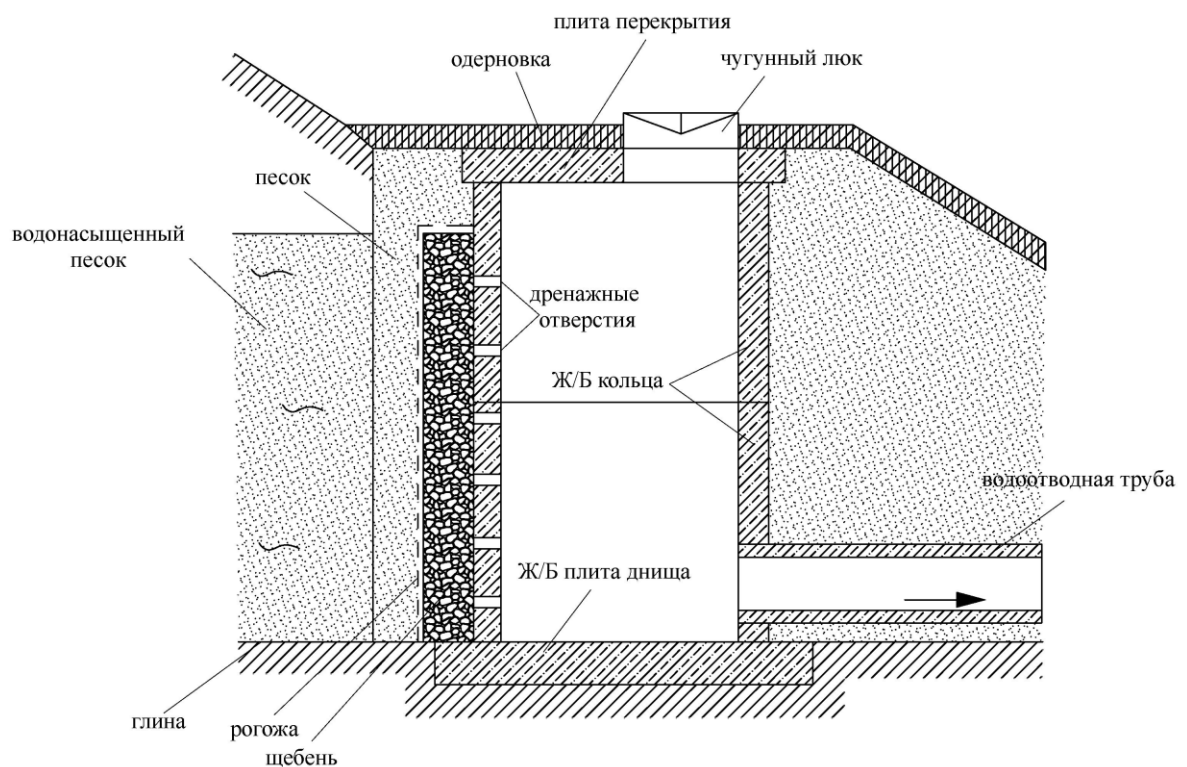 плита перекрытия
одерновка
чугунный люк
песок
водонасыщенный
песок
дренажные
отверстия
Ж/Б кольца
водоотводная труба
Ж/Б плита днища
глина
рогожа
щебень